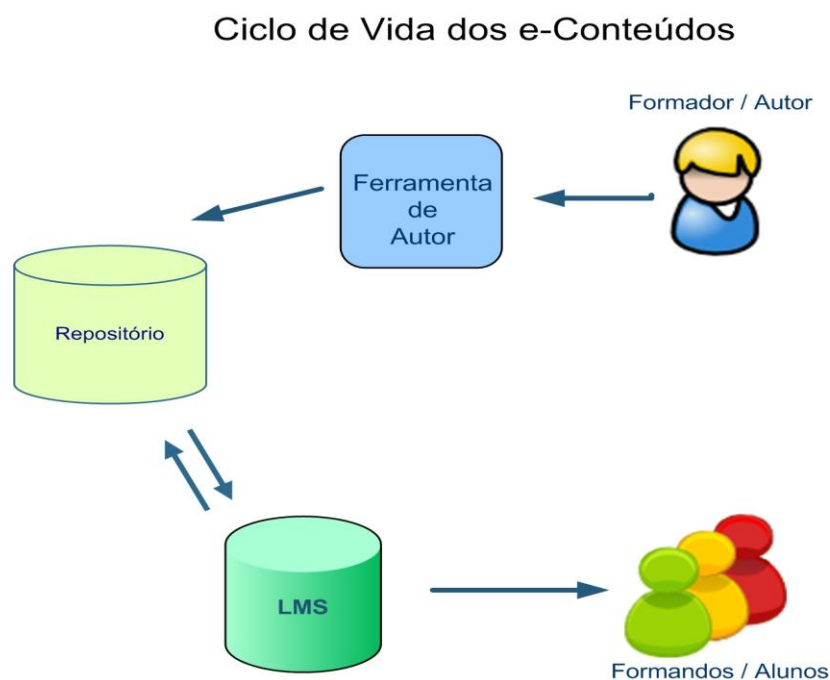 Ciclo de Vida dos e-Conteúdos
Formador / Autor
Ferramenta
de
Autor
Repositório
LMS
Formandos / Alunos